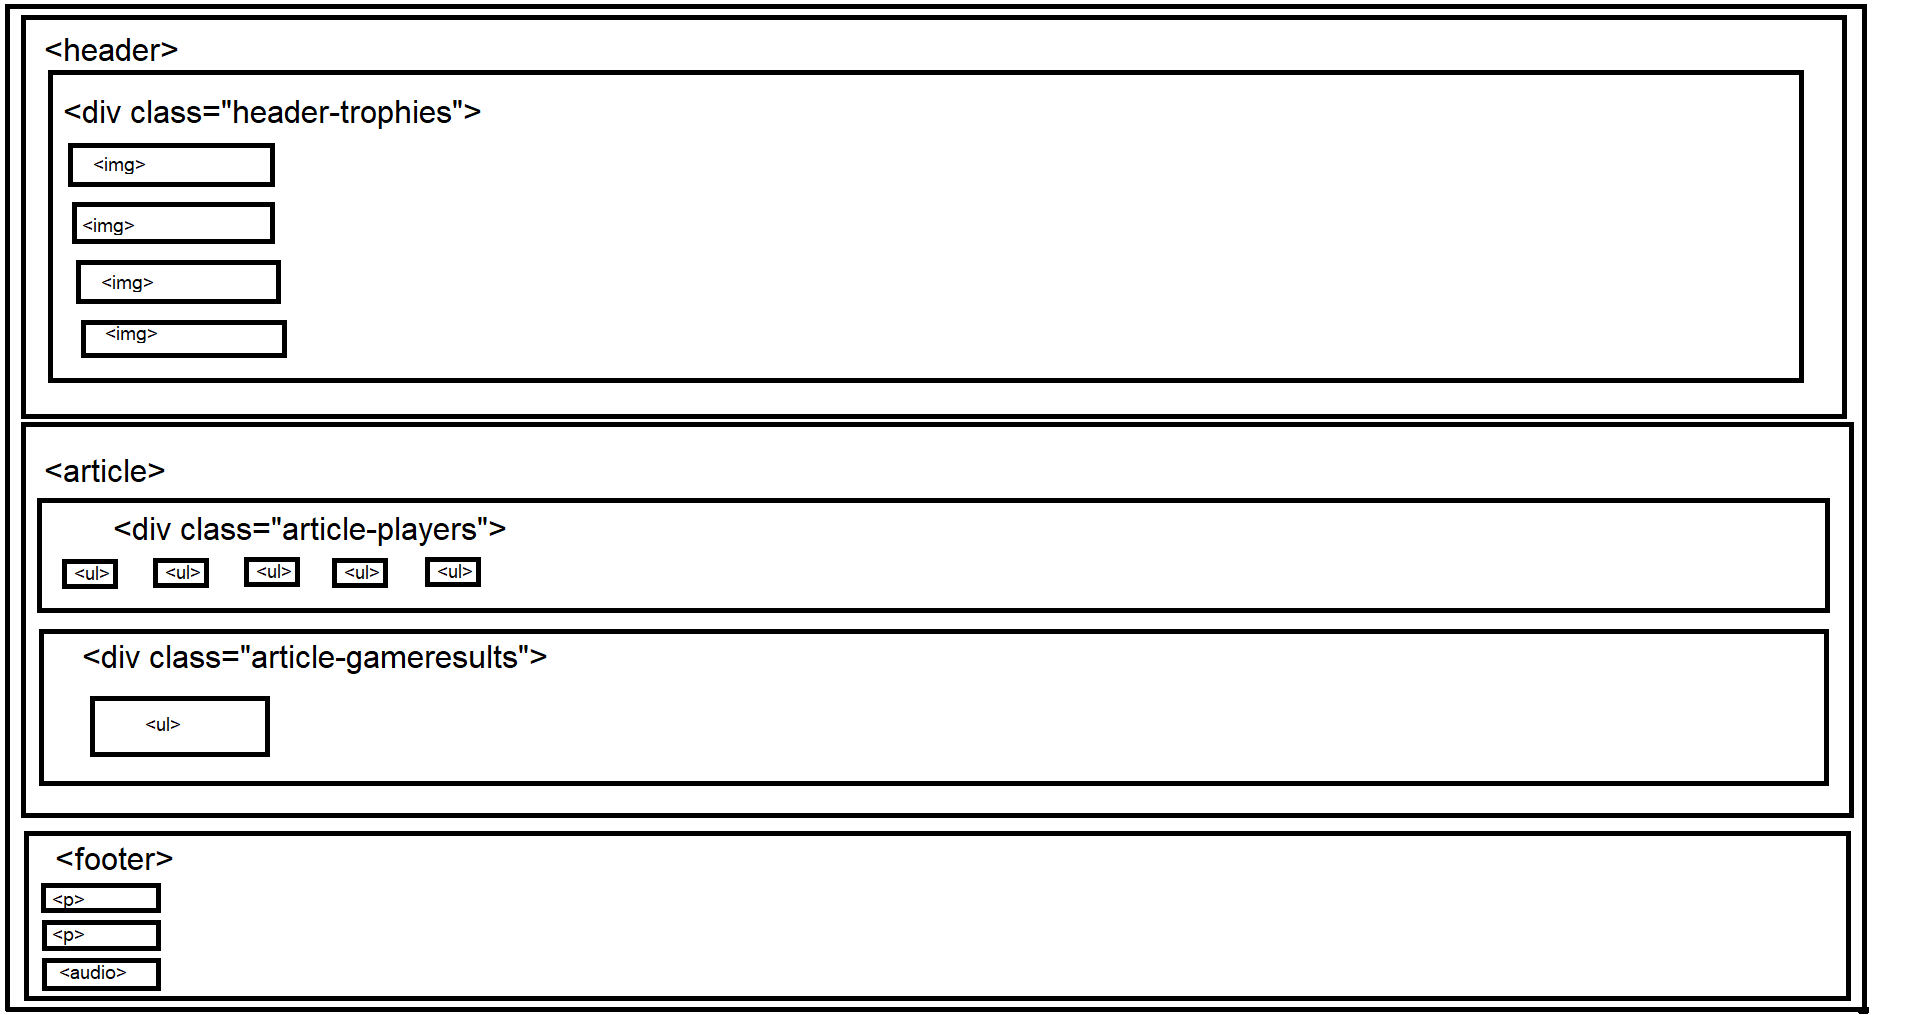 <header>
<div class="header-trophies">
<img>
<img>
<img>
<img>
<article>
<div class="article-players">
<ul> <ul> <ul> <ul> <ul>
<div class="article-gameresults">
<ul>
<footer>
<p>
<p>
<audio>